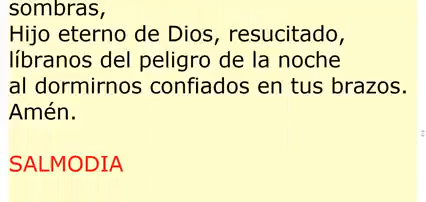 sombras,
Hijo eterno de Dios, resucitado,
líbranos del peligro de la noche
al dormirnos confiados en tus brazos.
Amén.
SALMODIA